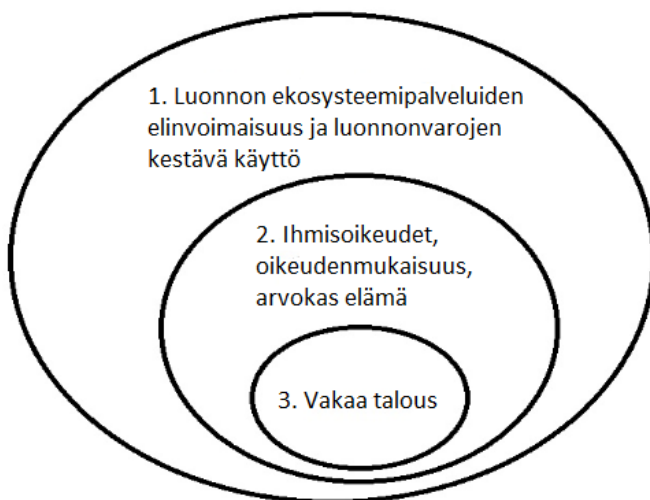 1. Luonnon ekosysteemipalveluiden
elinvoimaisuus ja luonnonvarojen
kestävä käyttö
2. Ihmisoikeudet,
oikeudenmukaisuus,
arvokas elämä
3. Vakaa talous